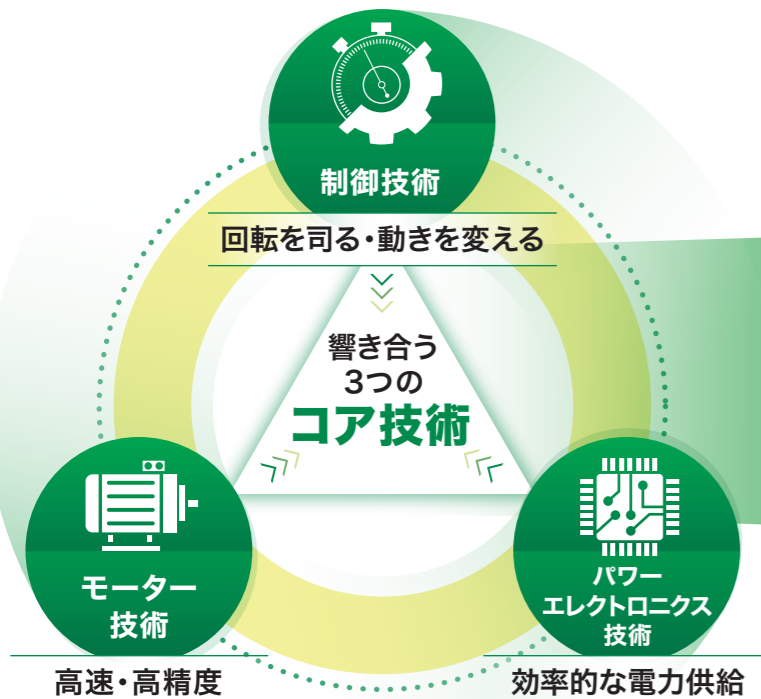 制御技術
回転を司る・動きを変える
響き合う
3つの
コア技術
モーター
技術
高速・高精度
パワー
エレクトロニクス
技術
効率的な電力供給